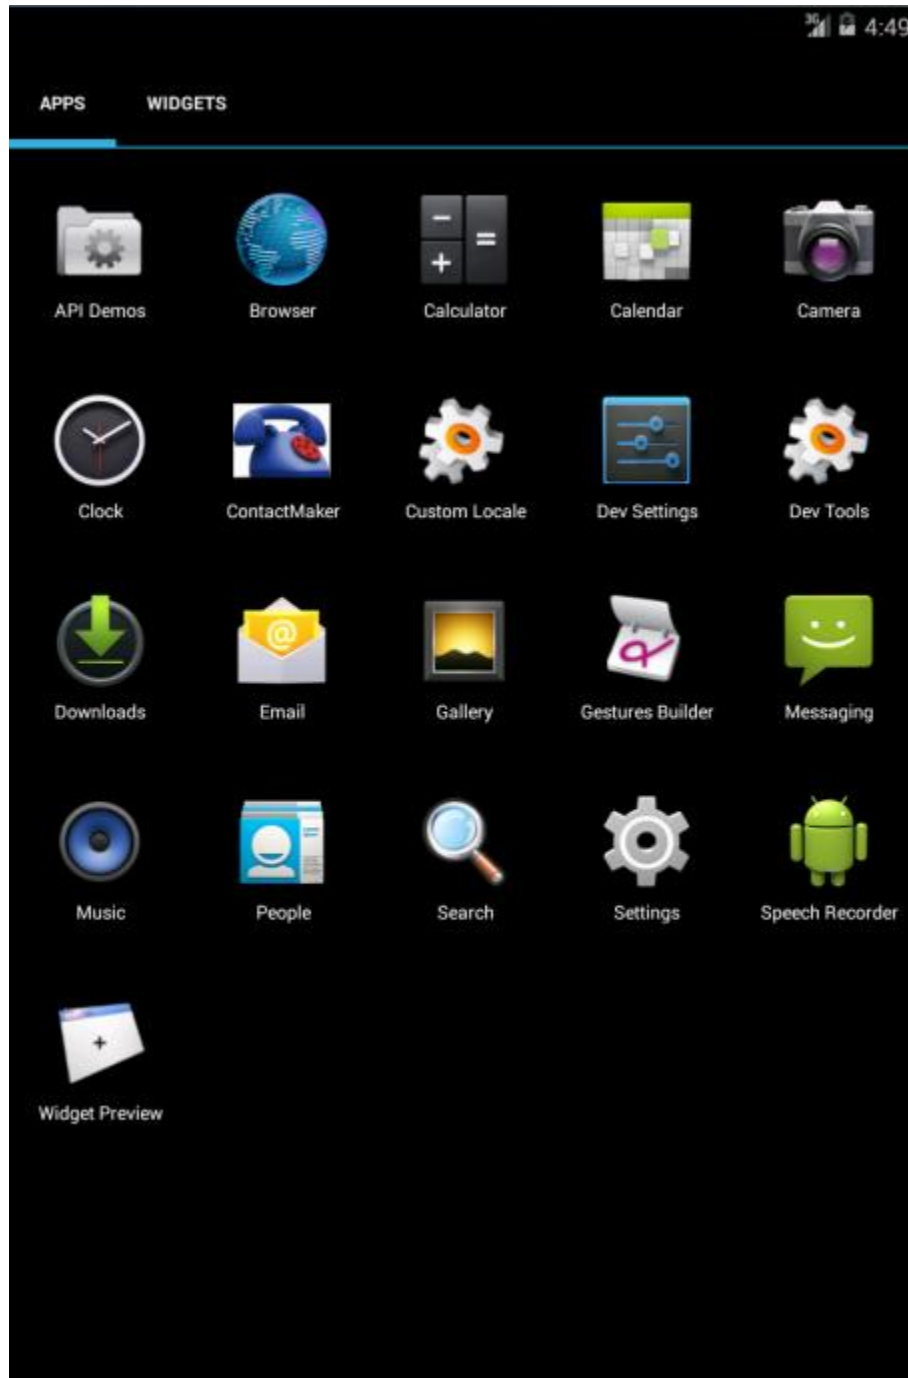 3G 4:49
APPS WIDGETS
API Demos Browser Calculator Calendar Camera
Clock ContactMaker Custom Locale Dev Settings Dev Tools
Downloads Email Gallery Gestures Builder Messaging
Music People Search Settings Speech Recorder
Widget Preview